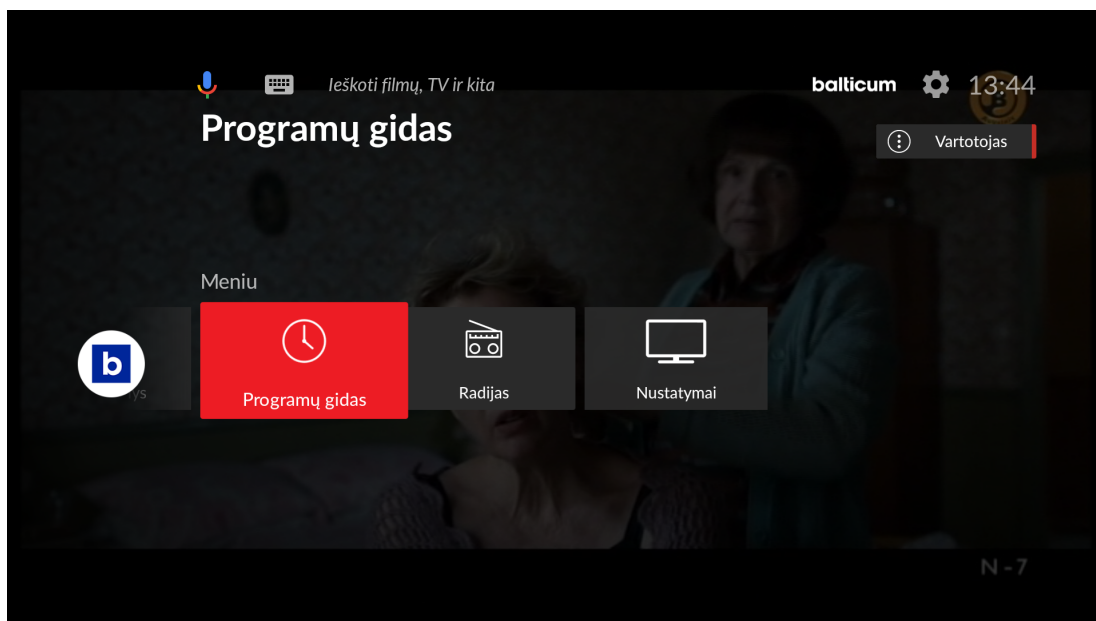 Ieškoti filmų, TV ir kita
balticum
13:44
Programų gidas
Vartotojas
Meniu
b
Programų gidas
Radijas
Nustatymai
N-7